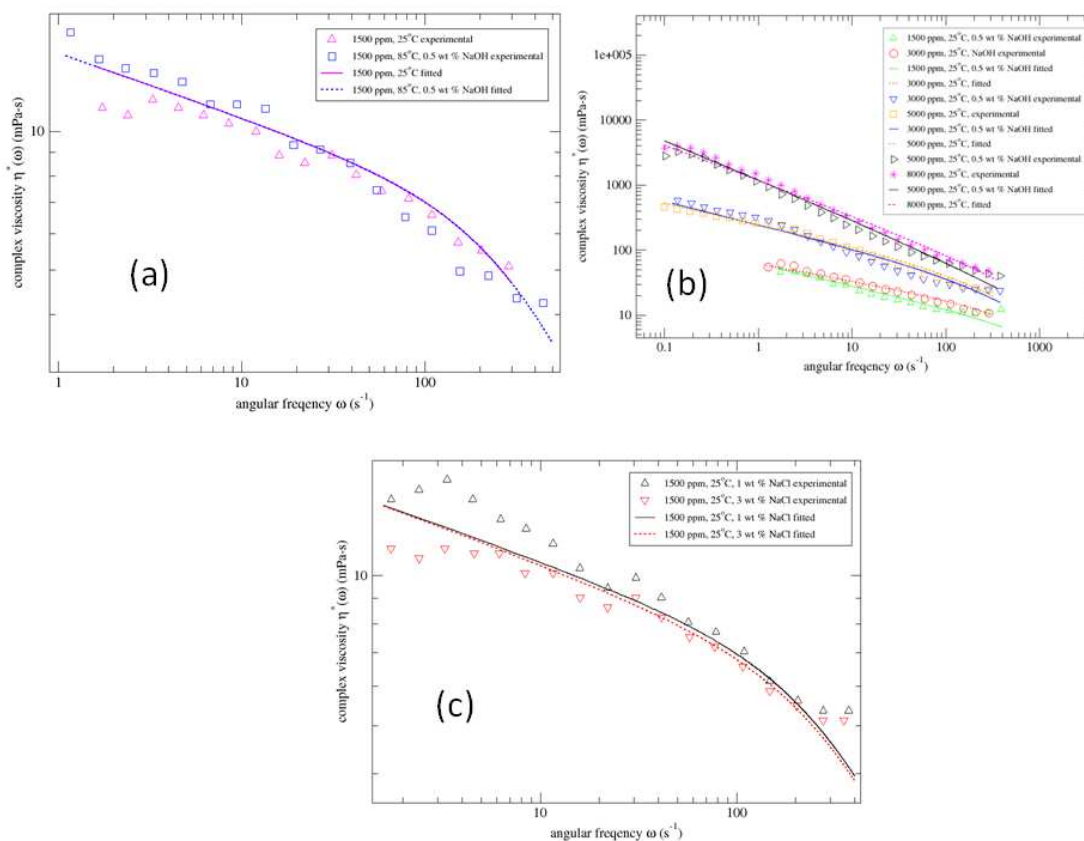 (a)
1500 ppm, 25°C experimental
1500 ppm, 85°C, 0.5 wt % NaOH experimental
1500 ppm, 25°C fitted
1500 ppm, 85°C, 0.5 wt % NaOH fitted
complex viscosity η*(ω) (mPa-s)
10
1
10
100
angular freqency ω (s⁻¹)
(b)
1500 ppm, 25°C, 0.5 wt % NaOH experimental
3000 ppm, 25°C, NaOH experimental
1500 ppm, 25°C, 0.5 wt % NaOH fitted
3000 ppm, 25°C, fitted
3000 ppm, 25°C, 0.5 wt % NaOH experimental
5000 ppm, 25°C, experimental
3000 ppm, 25°C, 0.5 wt % NaOH fitted
5000 ppm, 25°C, fitted
5000 ppm, 25°C, 0.5 wt % NaOH experimental
8000 ppm, 25°C, experimental
5000 ppm, 25°C, 0.5 wt % NaOH fitted
8000 ppm, 25°C, fitted
complex viscosity η*(ω) (mPa-s)
1e+005
10000
1000
100
10
0.1
1
10
100
1000
angular freqency ω (s⁻¹)
(c)
1500 ppm, 25°C, 1 wt % NaCl experimental
1500 ppm, 25°C, 3 wt % NaCl experimental
1500 ppm, 25°C, 1 wt % NaCl fitted
1500 ppm, 25°C, 3 wt % NaCl fitted
complex viscosity η*(ω) (mPa-s)
10
10
100
angular freqency ω (s⁻¹)